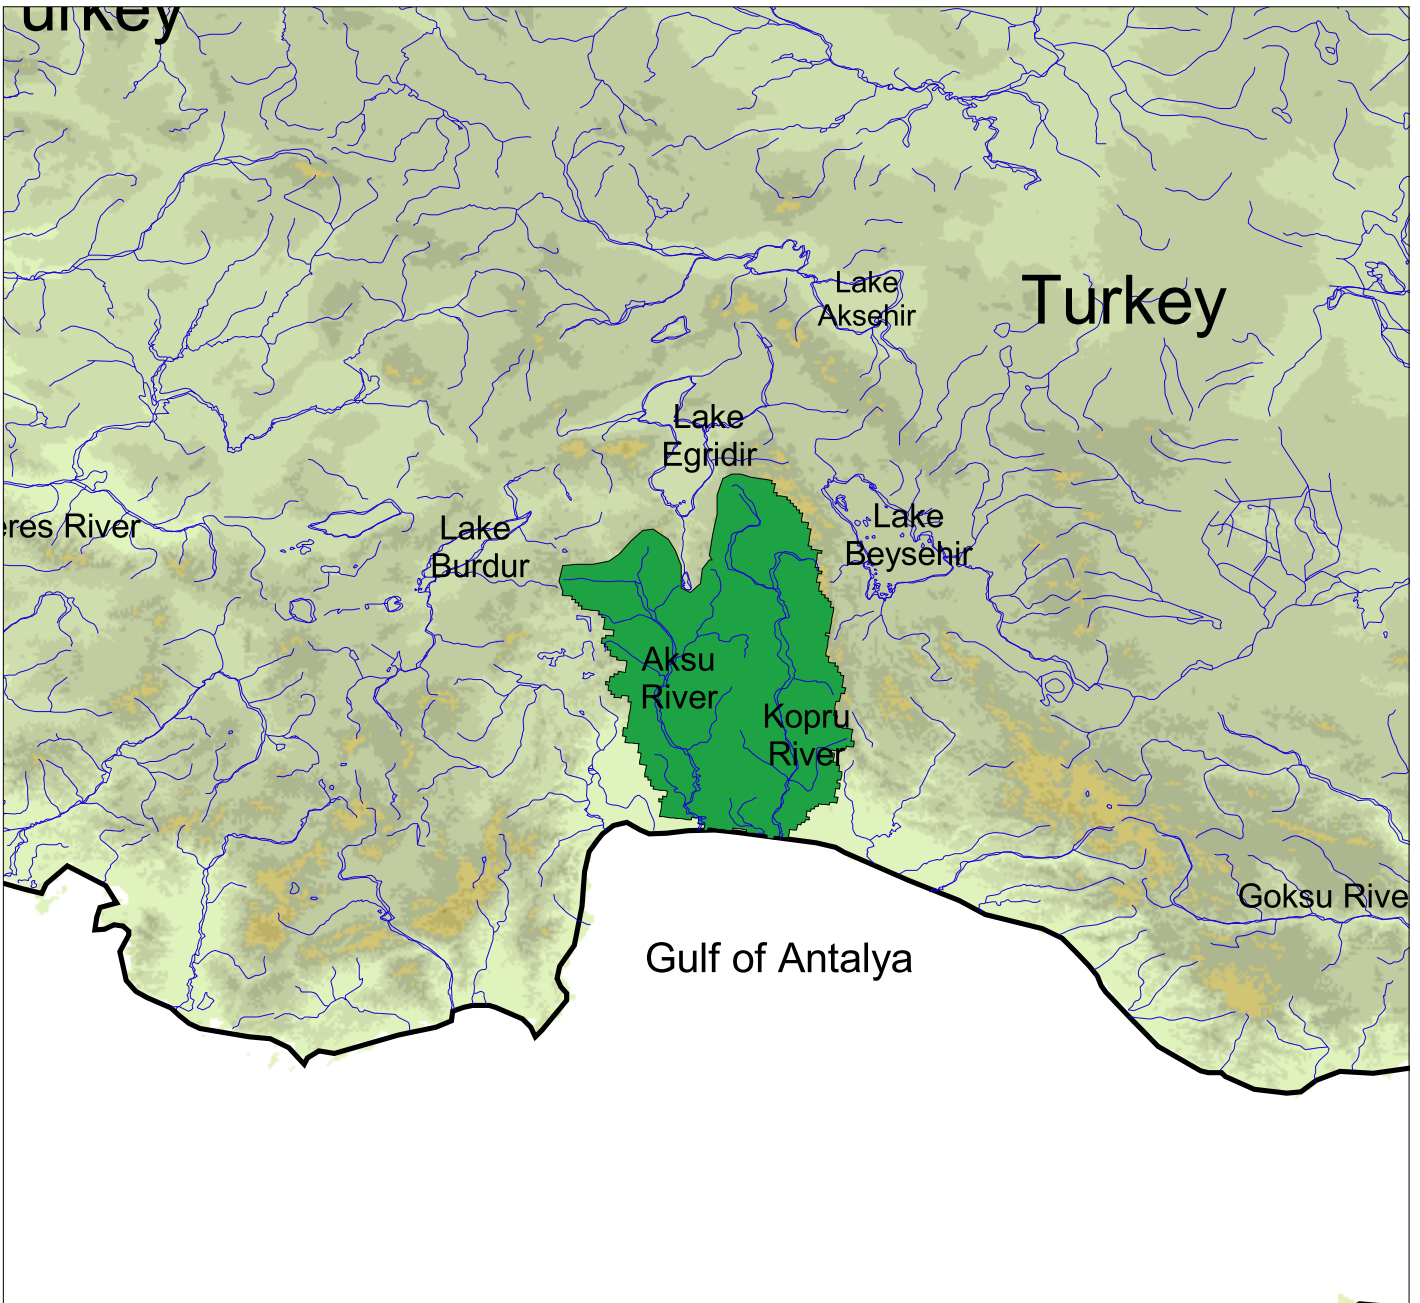 urkey
Lake
Aksehir
Turkey
Lake
Egridir
Lake
Beysehir
eres River
Lake
Burdur
Aksu
River
Kopru
River
Goksu Rive
Gulf of Antalya